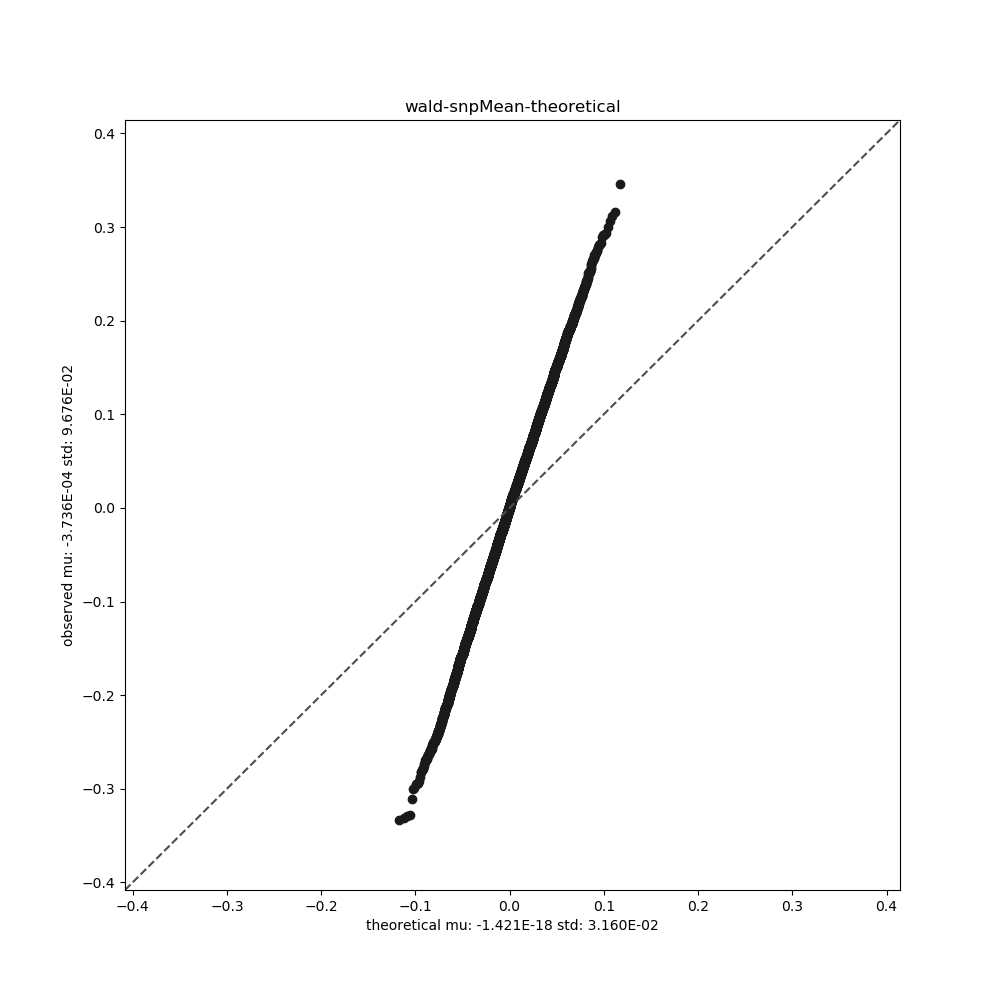 wald-snpMean-theoretical
0.4
0.3
0.2
0.1
0.0
−0.1
−0.2
−0.3
−0.4
observed mu: -3.736E-04 std: 9.676E-02
−0.4 −0.3 −0.2 −0.1 0.0 0.1 0.2 0.3 0.4
theoretical mu: -1.421E-18 std: 3.160E-02